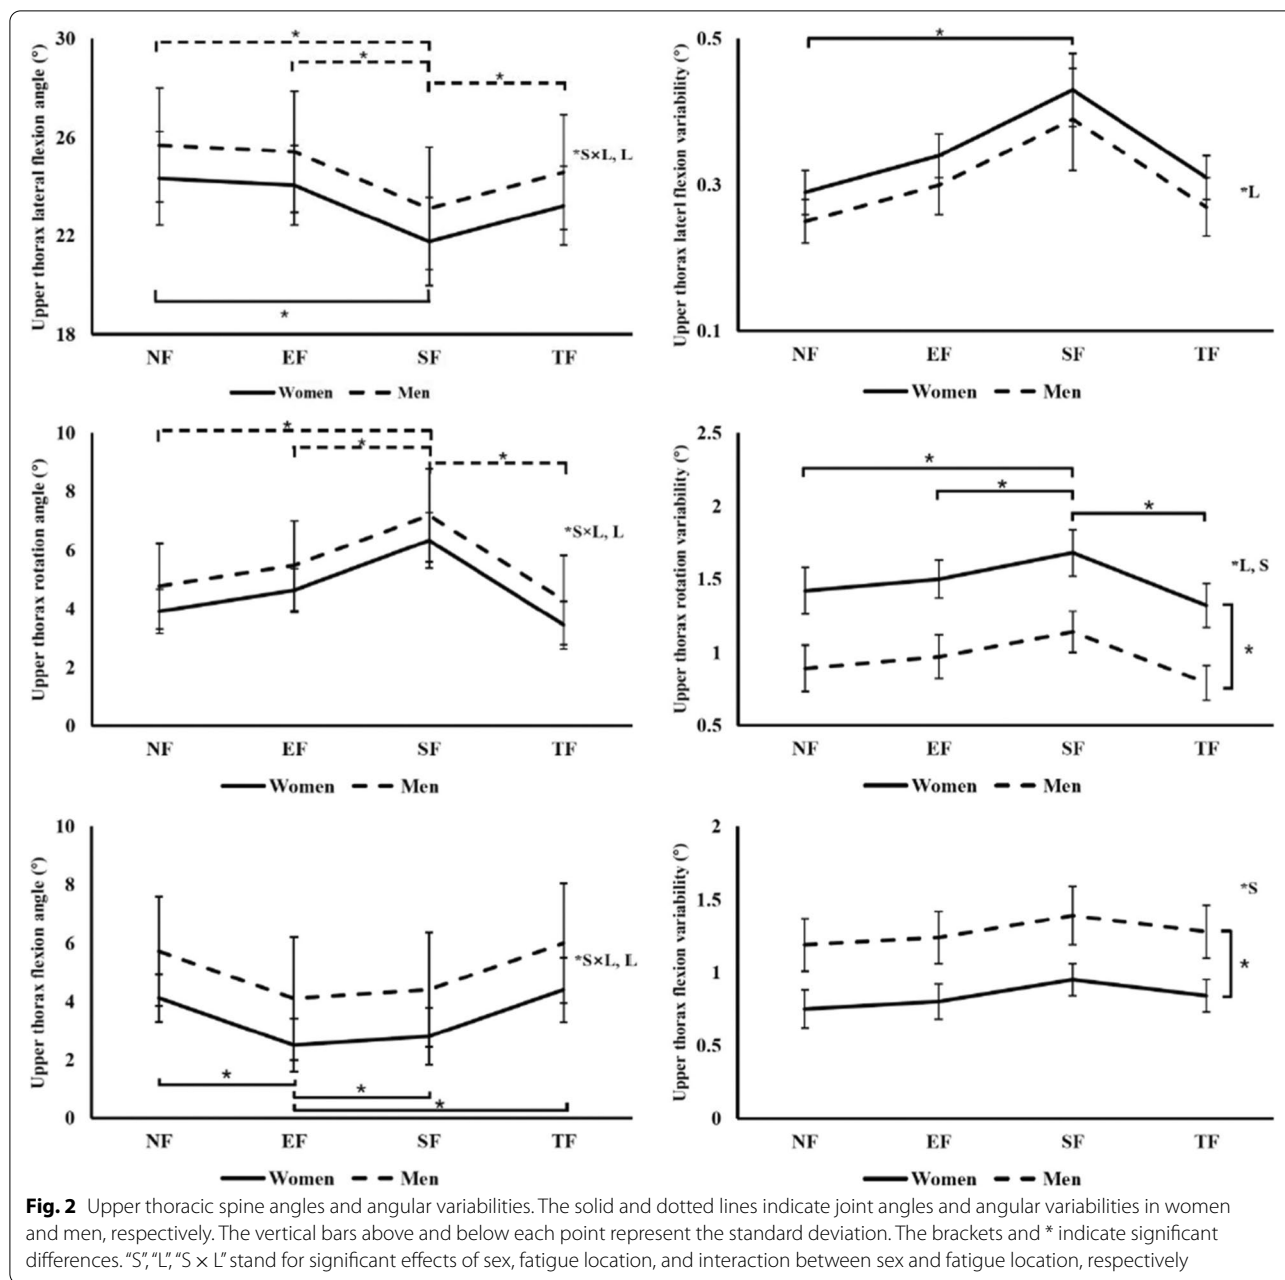 Upper thorax lateral flexion angle (°)
30
26
22
18
*
*
*
*
*S×L, L
NF EF SF TF
Women Men
Upper thorax laterl flexion variability (°)
0.5
0.3
0.1
*
*L
NF EF SF TF
Women Men
Upper thorax rotation angle (°)
10
8
6
4
2
0
*
*
*
*S×L, L
NF EF SF TF
Women Men
Upper thorax rotation variability (°)
2.5
2
1.5
1
0.5
*
*
*
*L, S
*
NF EF SF TF
Women Men
Upper thorax flexion angle (°)
10
8
6
4
2
0
*S×L, L
*
*
*
NF EF SF TF
Women Men
Upper thorax flexion variability (°)
2
1.5
1
0.5
0
*S
*
NF EF SF TF
Women Men
Fig. 2 Upper thoracic spine angles and angular variabilities. The solid and dotted lines indicate joint angles and angular variabilities in women
and men, respectively. The vertical bars above and below each point represent the standard deviation. The brackets and * indicate significant
differences. “S”, “L”, “S × L” stand for significant effects of sex, fatigue location, and interaction between sex and fatigue location, respectively